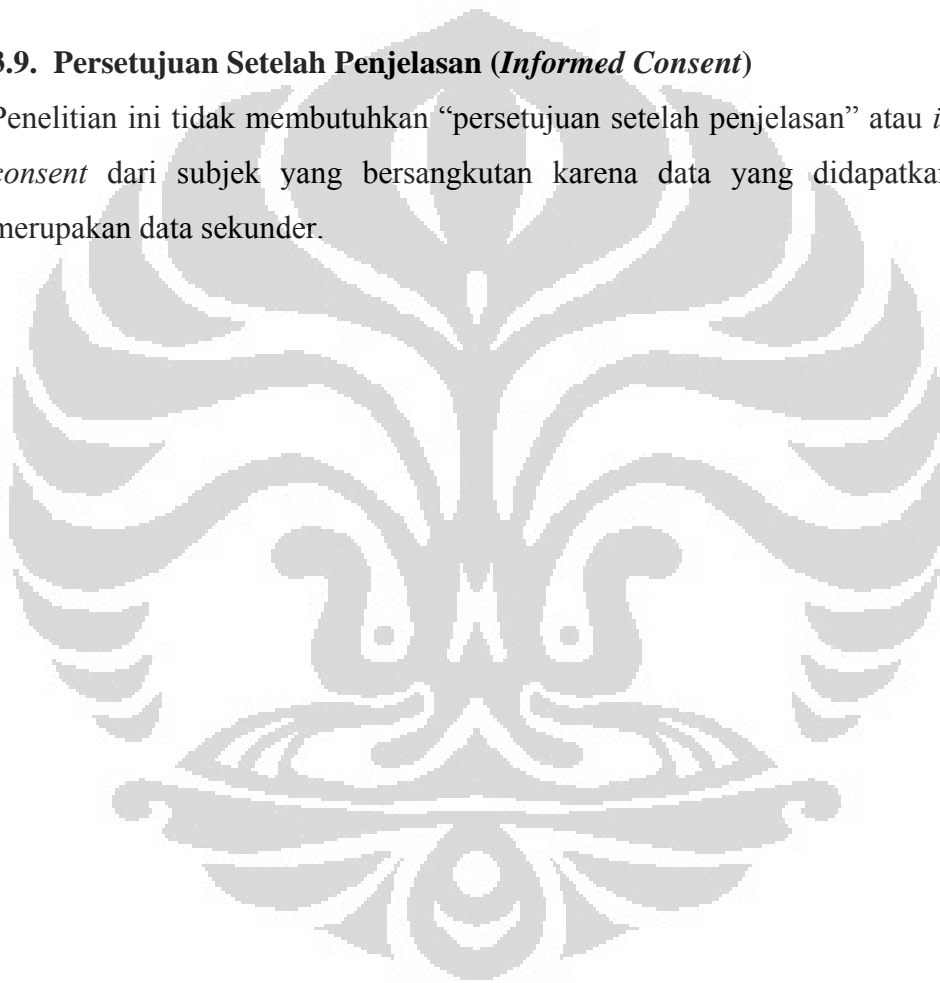 3.9. Persetujuan Setelah Penjelasan (Informed Consent)
Penelitian ini tidak membutuhkan “persetujuan setelah penjelasan” atau i
consent dari subjek yang bersangkutan karena data yang didapatkan
merupakan data sekunder.